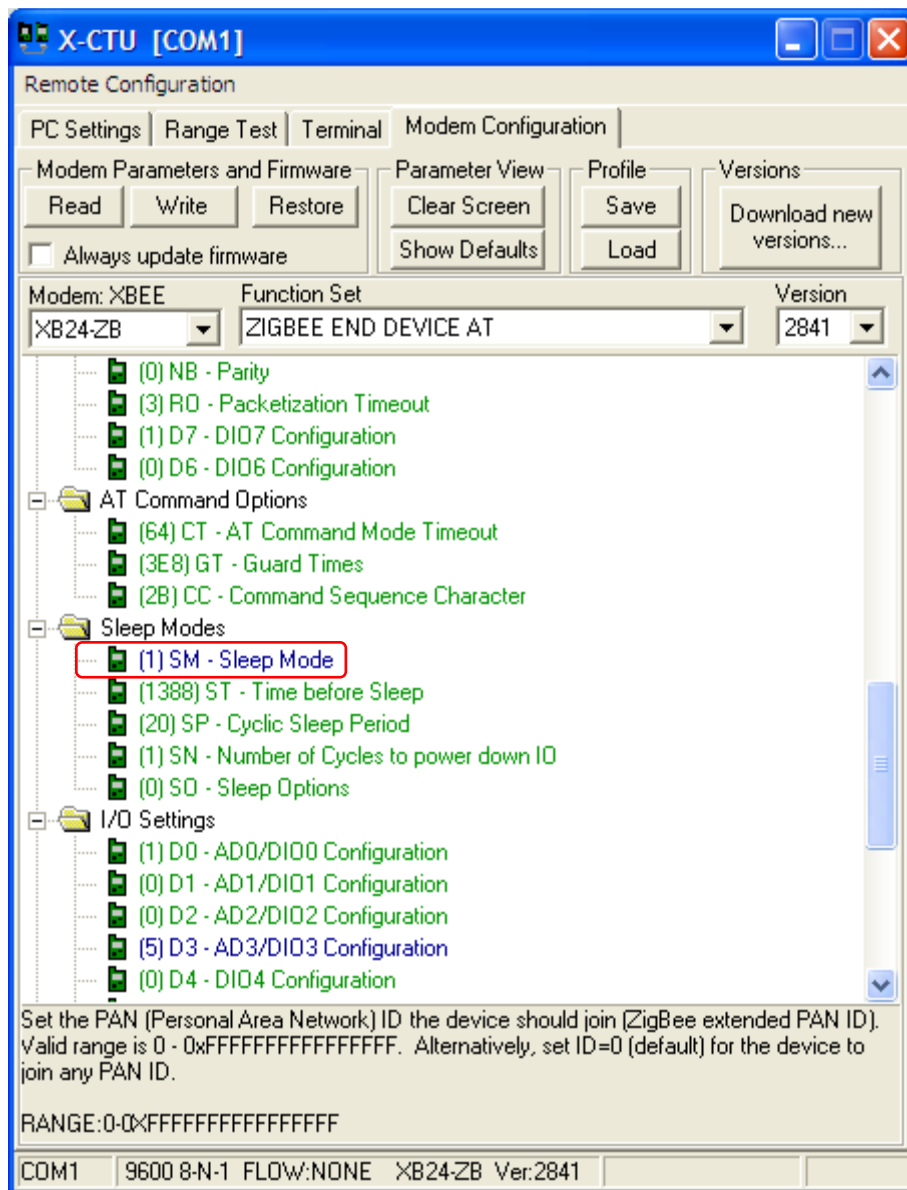 X-CTU [COM1]
Remote Configuration
PC Settings Range Test Terminal Modem Configuration
Modem Parameters and Firmware Parameter View Profile Versions
Read Write Restore Clear Screen Save Download new versions...
Always update firmware Show Defaults Load
Modem: XBEE Function Set Version
XB24-ZB ZIGBEE END DEVICE AT 2841
(0) NB - Parity
(3) RO - Packetization Timeout
(1) D7 - DIO7 Configuration
(0) D6 - DIO6 Configuration
AT Command Options
(64) CT - AT Command Mode Timeout
(3E8) GT - Guard Times
(2B) CC - Command Sequence Character
Sleep Modes
(1) SM - Sleep Mode
(1388) ST - Time before Sleep
(20) SP - Cyclic Sleep Period
(1) SN - Number of Cycles to power down IO
(0) SO - Sleep Options
I/O Settings
(1) D0 - AD0/DIO0 Configuration
(0) D1 - AD1/DIO1 Configuration
(0) D2 - AD2/DIO2 Configuration
(5) D3 - AD3/DIO3 Configuration
(0) D4 - DIO4 Configuration
Set the PAN (Personal Area Network) ID the device should join (ZigBee extended PAN ID).
Valid range is 0 - 0xFFFFFFFFFFFFFFFF. Alternatively, set ID=0 (default) for the device to
join any PAN ID.
RANGE:0-0XFFFFFFFFFFFFFFFF
COM1 9600 8-N-1 FLOW:NONE XB24-ZB Ver:2841